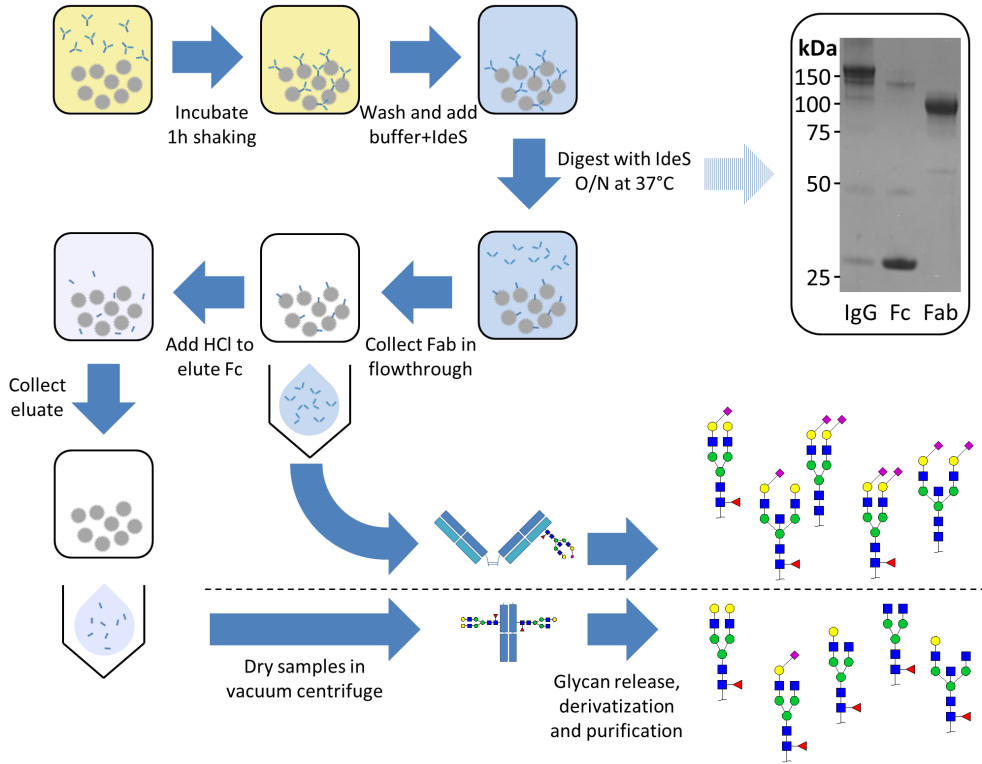 Incubate
1h shaking
Wash and add
buffer+IdeS
Digest with IdeS
O/N at 37°C
kDa
150
100
75
50
25
IgG Fc Fab
Collect Fab in
flowthrough
Add HCl to
elute Fc
Collect
eluate
Dry samples in
vacuum centrifuge
Glycan release,
derivatization
and purification